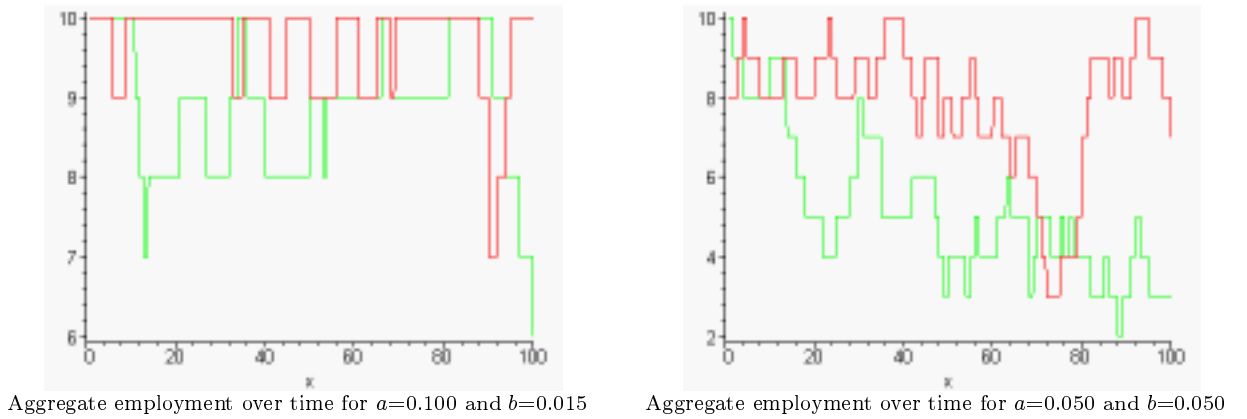 10
9
8
7
6
0 20 40 60 80 100
x
Aggregate employment over time for a=0.100 and b=0.015
10
8
6
4
2
0 20 40 60 80 100
x
Aggregate employment over time for a=0.050 and b=0.050